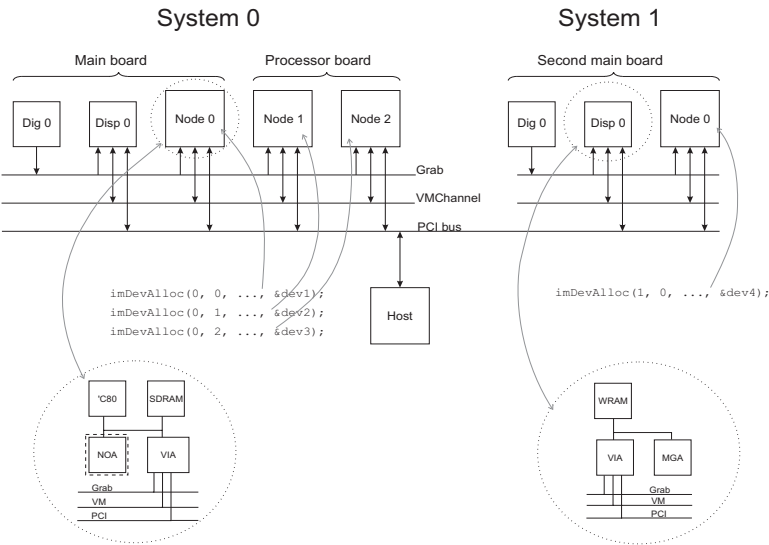 System 0
System 1
Main board
Processor board
Second main board
Dig 0
Disp 0
Node 0
Node 1
Node 2
Dig 0
Disp 0
Node 0
Grab
VMChannel
PCI bus
imDevAlloc(0, 0, ..., &dev1);
imDevAlloc(0, 1, ..., &dev2);
imDevAlloc(0, 2, ..., &dev3);
Host
imDevAlloc(1, 0, ..., &dev4);
'C80
SDRAM
NOA
VIA
Grab
VM
PCI
WRAM
VIA
MGA
Grab
VM
PCI